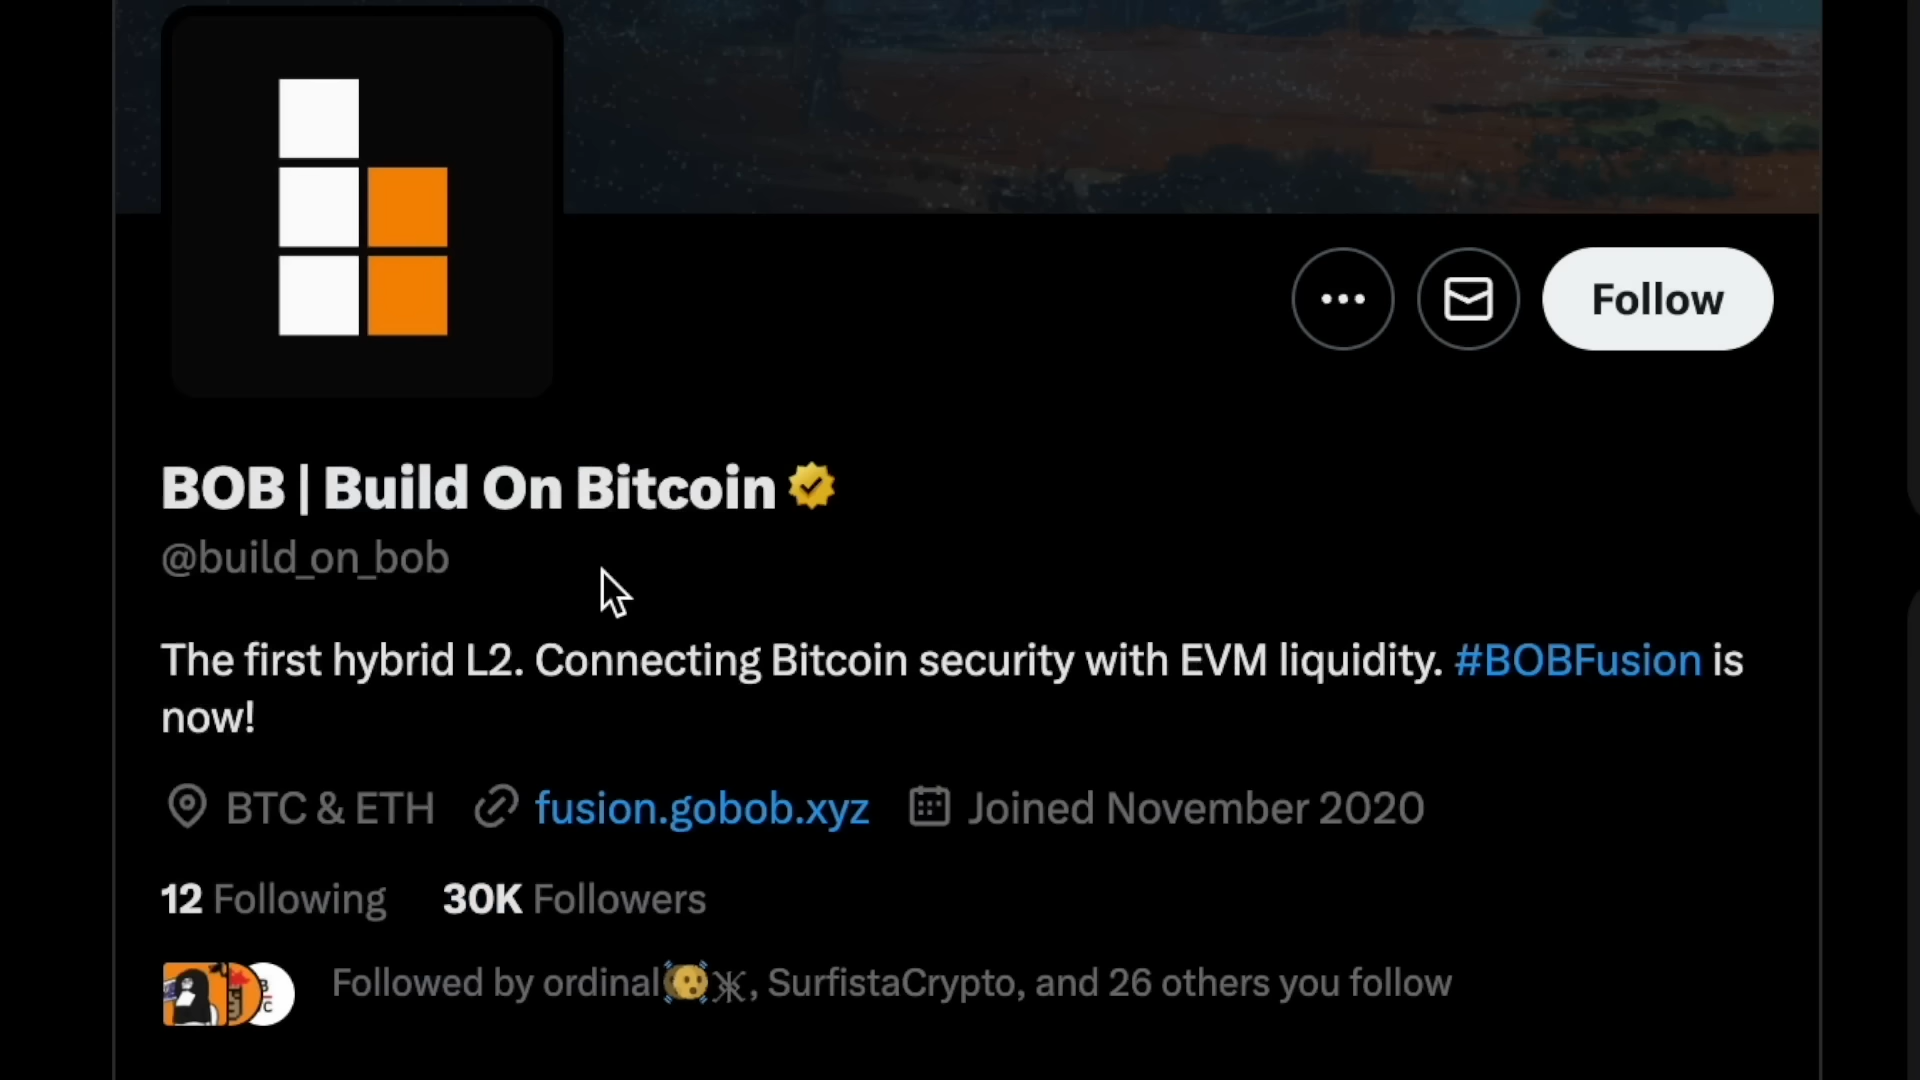 Follow
BOB | Build On Bitcoin
@build_on_bob
The first hybrid L2. Connecting Bitcoin security with EVM liquidity. #BOBFusion is
now!
BTC & ETH fusion.gobob.xyz Joined November 2020
12 Following 30K Followers
Followed by ordinal, SurfistaCrypto, and 26 others you follow